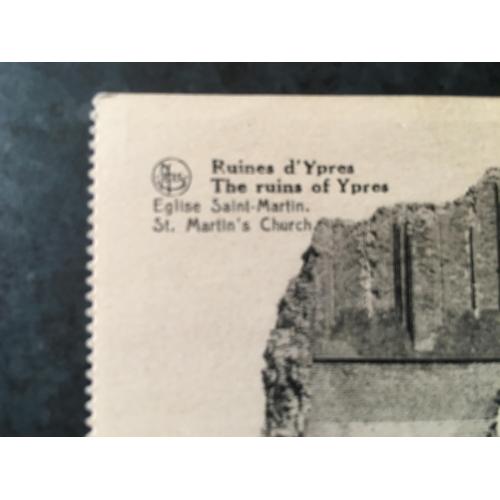 Ruines d'Ypres
The ruins of Ypres
Eglise Saint-Martin.
St. Martin's Church